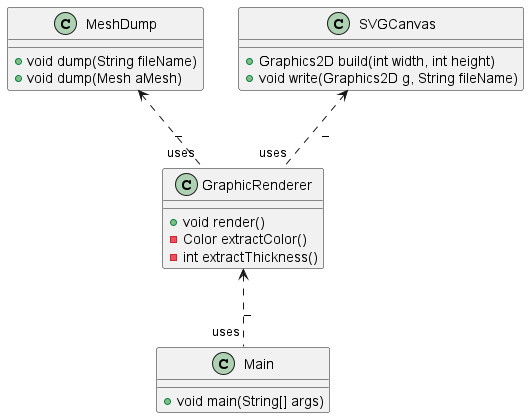 C MeshDump
void dump(String fileName)
void dump(Mesh aMesh)
C SVGCanvas
Graphics2D build(int width, int height)
void write(Graphics2D g, String fileName)
_
uses
_
uses
C GraphicRenderer
void render()
Color extractColor()
int extractThickness()
_
uses
C Main
void main(String[] args)